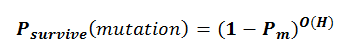 P_survive(mutation) = (1 − P_m)^O(H)